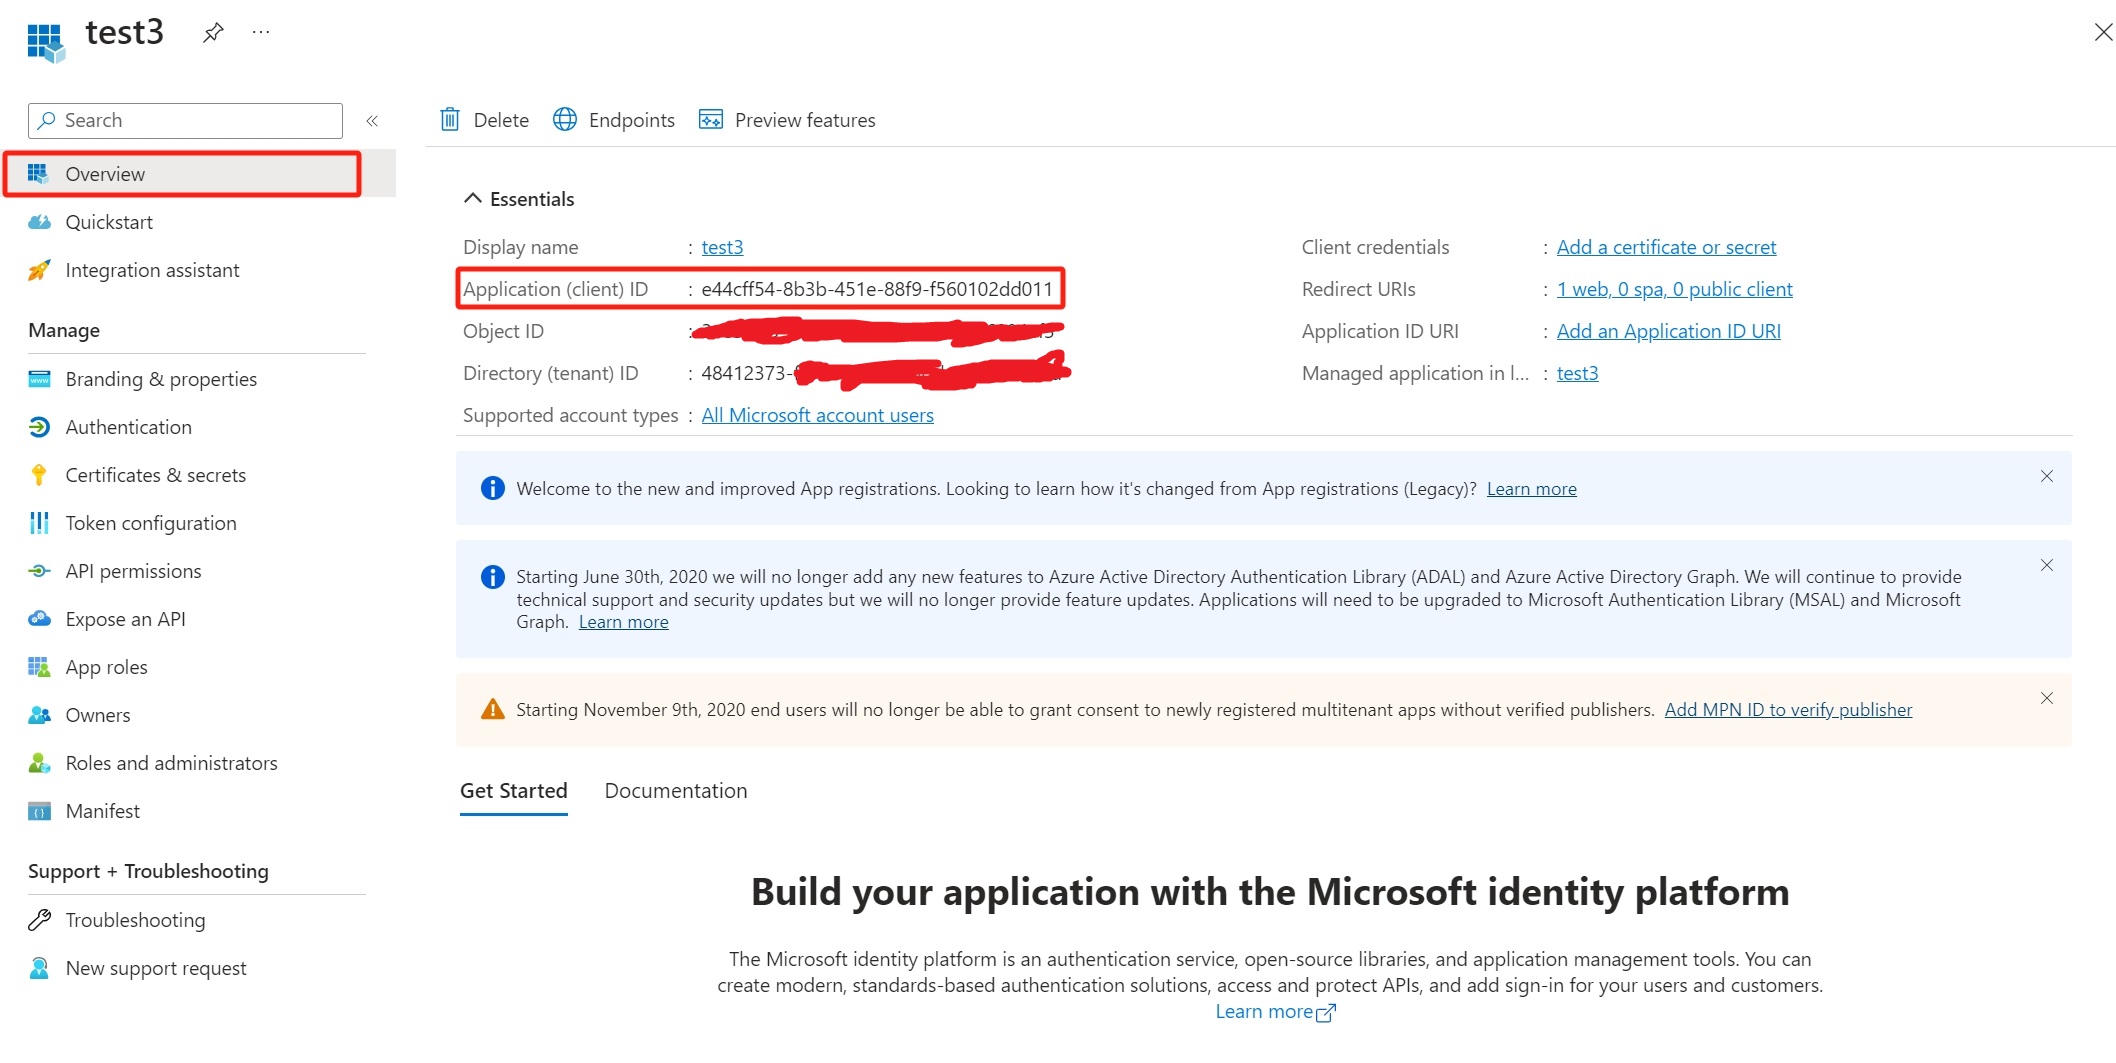 test3
Search
Delete
Endpoints
Preview features
Overview
Quickstart
Integration assistant
Manage
Branding & properties
Authentication
Certificates & secrets
Token configuration
API permissions
Expose an API
App roles
Owners
Roles and administrators
Manifest
Support + Troubleshooting
Troubleshooting
New support request
Essentials
Display name : test3
Application (client) ID : e44cff54-8b3b-451e-88f9-f560102dd011
Object ID :
Directory (tenant) ID : 48412373-
Supported account types : All Microsoft account users
Client credentials : Add a certificate or secret
Redirect URIs : 1 web, 0 spa, 0 public client
Application ID URI : Add an Application ID URI
Managed application in l... : test3
Welcome to the new and improved App registrations. Looking to learn how it's changed from App registrations (Legacy)? Learn more
Starting June 30th, 2020 we will no longer add any new features to Azure Active Directory Authentication Library (ADAL) and Azure Active Directory Graph. We will continue to provide
technical support and security updates but we will no longer provide feature updates. Applications will need to be upgraded to Microsoft Authentication Library (MSAL) and Microsoft
Graph. Learn more
Starting November 9th, 2020 end users will no longer be able to grant consent to newly registered multitenant apps without verified publishers. Add MPN ID to verify publisher
Get Started
Documentation
Build your application with the Microsoft identity platform
The Microsoft identity platform is an authentication service, open-source libraries, and application management tools. You can
create modern, standards-based authentication solutions, access and protect APIs, and add sign-in for your users and customers.
Learn more